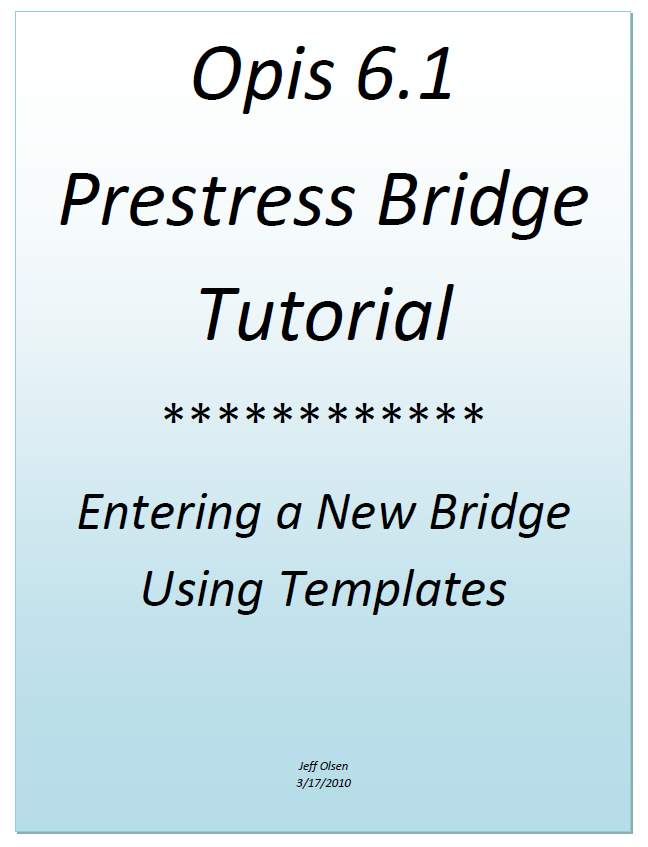 Opis 6.1
Prestress Bridge
Tutorial
************
Entering a New Bridge
Using Templates
Jeff Olsen
3/17/2010